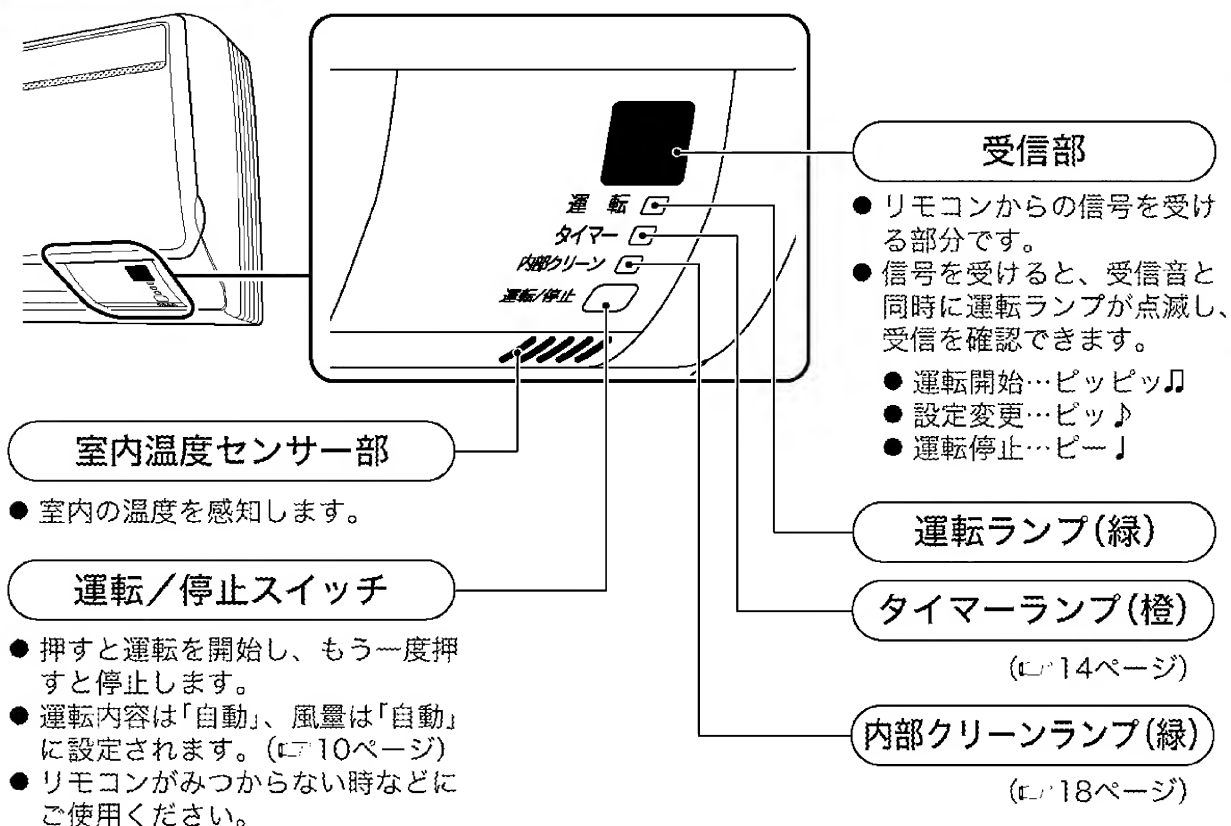 運 転
タイマー
内部クリーン
運転/停止
受信部
● リモコンからの信号を受け
る部分です。
● 信号を受けると、受信音と
同時に運転ランプが点滅し、
受信を確認できます。
● 運転開始…ピッピッ♫
● 設定変更…ピッ♪
● 運転停止…ピー♩
室内温度センサー部
● 室内の温度を感知します。
運転／停止スイッチ
● 押すと運転を開始し、もう一度押
すと停止します。
● 運転内容は「自動」、風量は「自動」
に設定されます。(☞10ページ)
● リモコンがみつからない時などに
ご使用ください。
運転ランプ(緑)
タイマーランプ(橙)
(☞14ページ)
内部クリーンランプ(緑)
(☞18ページ)